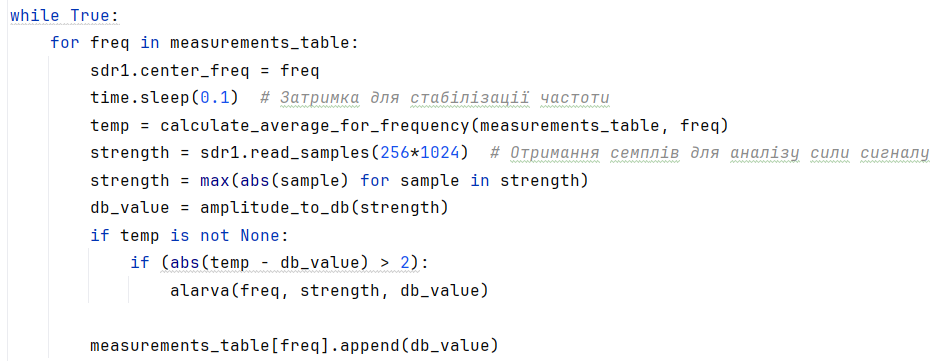 while True:
    for freq in measurements_table:
        sdr1.center_freq = freq
        time.sleep(0.1)  # Затримка для стабілізації частоти
        temp = calculate_average_for_frequency(measurements_table, freq)
        strength = sdr1.read_samples(256*1024)  # Отримання семплів для аналізу сили сигналу
        strength = max(abs(sample) for sample in strength)
        db_value = amplitude_to_db(strength)
        if temp is not None:
            if (abs(temp - db_value) > 2):
                alarva(freq, strength, db_value)
        measurements_table[freq].append(db_value)